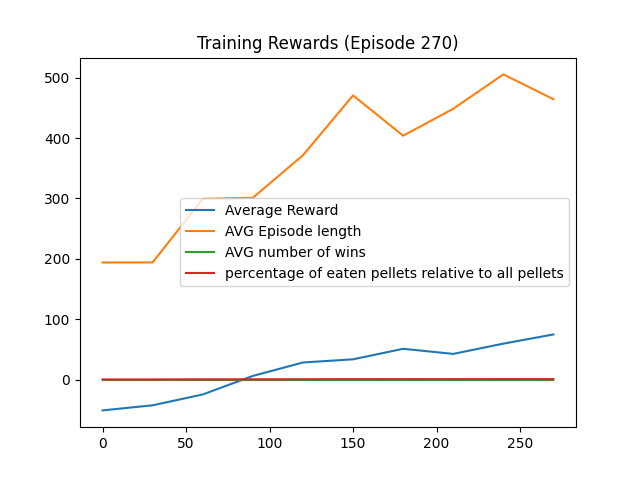 Training Rewards (Episode 270)
500
400
300
200
100
0
Average Reward
AVG Episode length
AVG number of wins
percentage of eaten pellets relative to all pellets
0 50 100 150 200 250